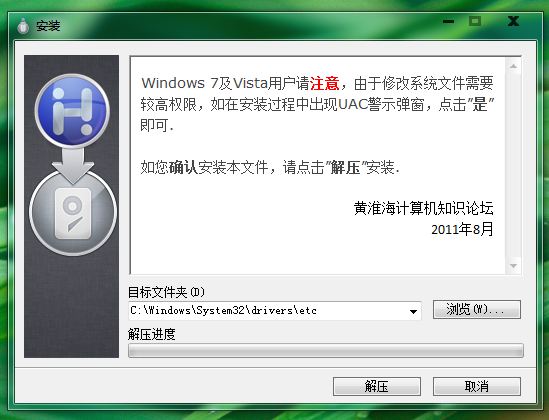 安装
Windows 7及Vista用户请注意，由于修改系统文件需要
较高权限，如在安装过程中出现UAC警示弹窗，点击"是"
即可.
如您确认安装本文件，请点击"解压"安装.
黄淮海计算机知识论坛
2011年8月
目标文件夹(D)
C:\Windows\System32\drivers\etc
浏览(W)...
解压进度
解压
取消